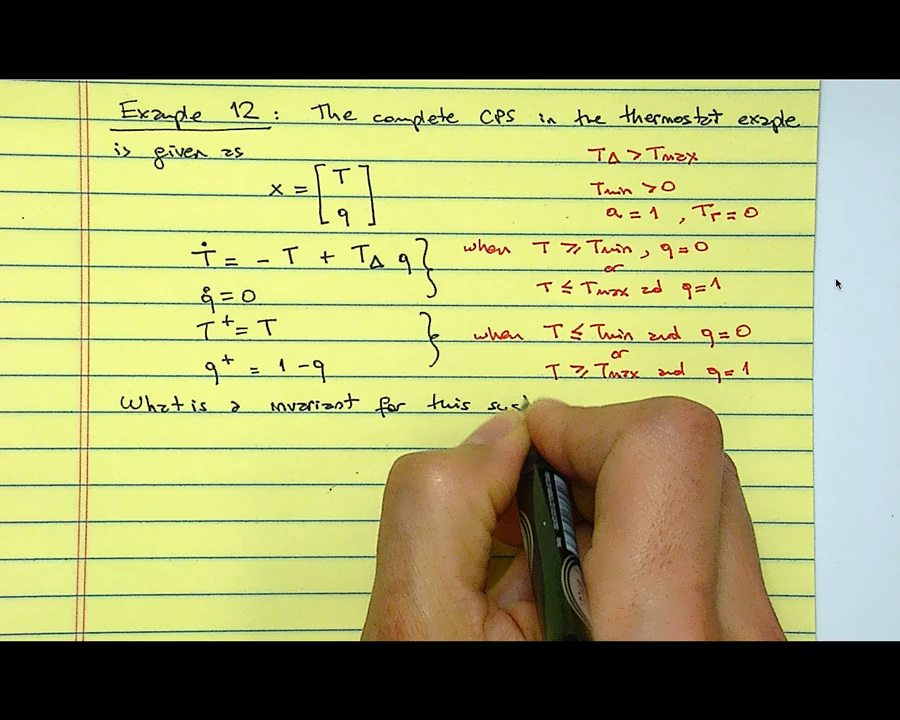 Example 12 : The complete CPS in the thermostat exaple
is given as
x = [ T q ]
TΔ > Tmax
Tmin > 0
a = 1 , Tr = 0
Ṫ = - T + TΔ q
q̇ = 0
when T ≥ Tmin , q = 0
or
T ≤ Tmax ad q = 1
T⁺ = T
q⁺ = 1 - q
when T ≤ Tmin and q = 0
or
T ≥ Tmax and q = 1
What is a invariant for this